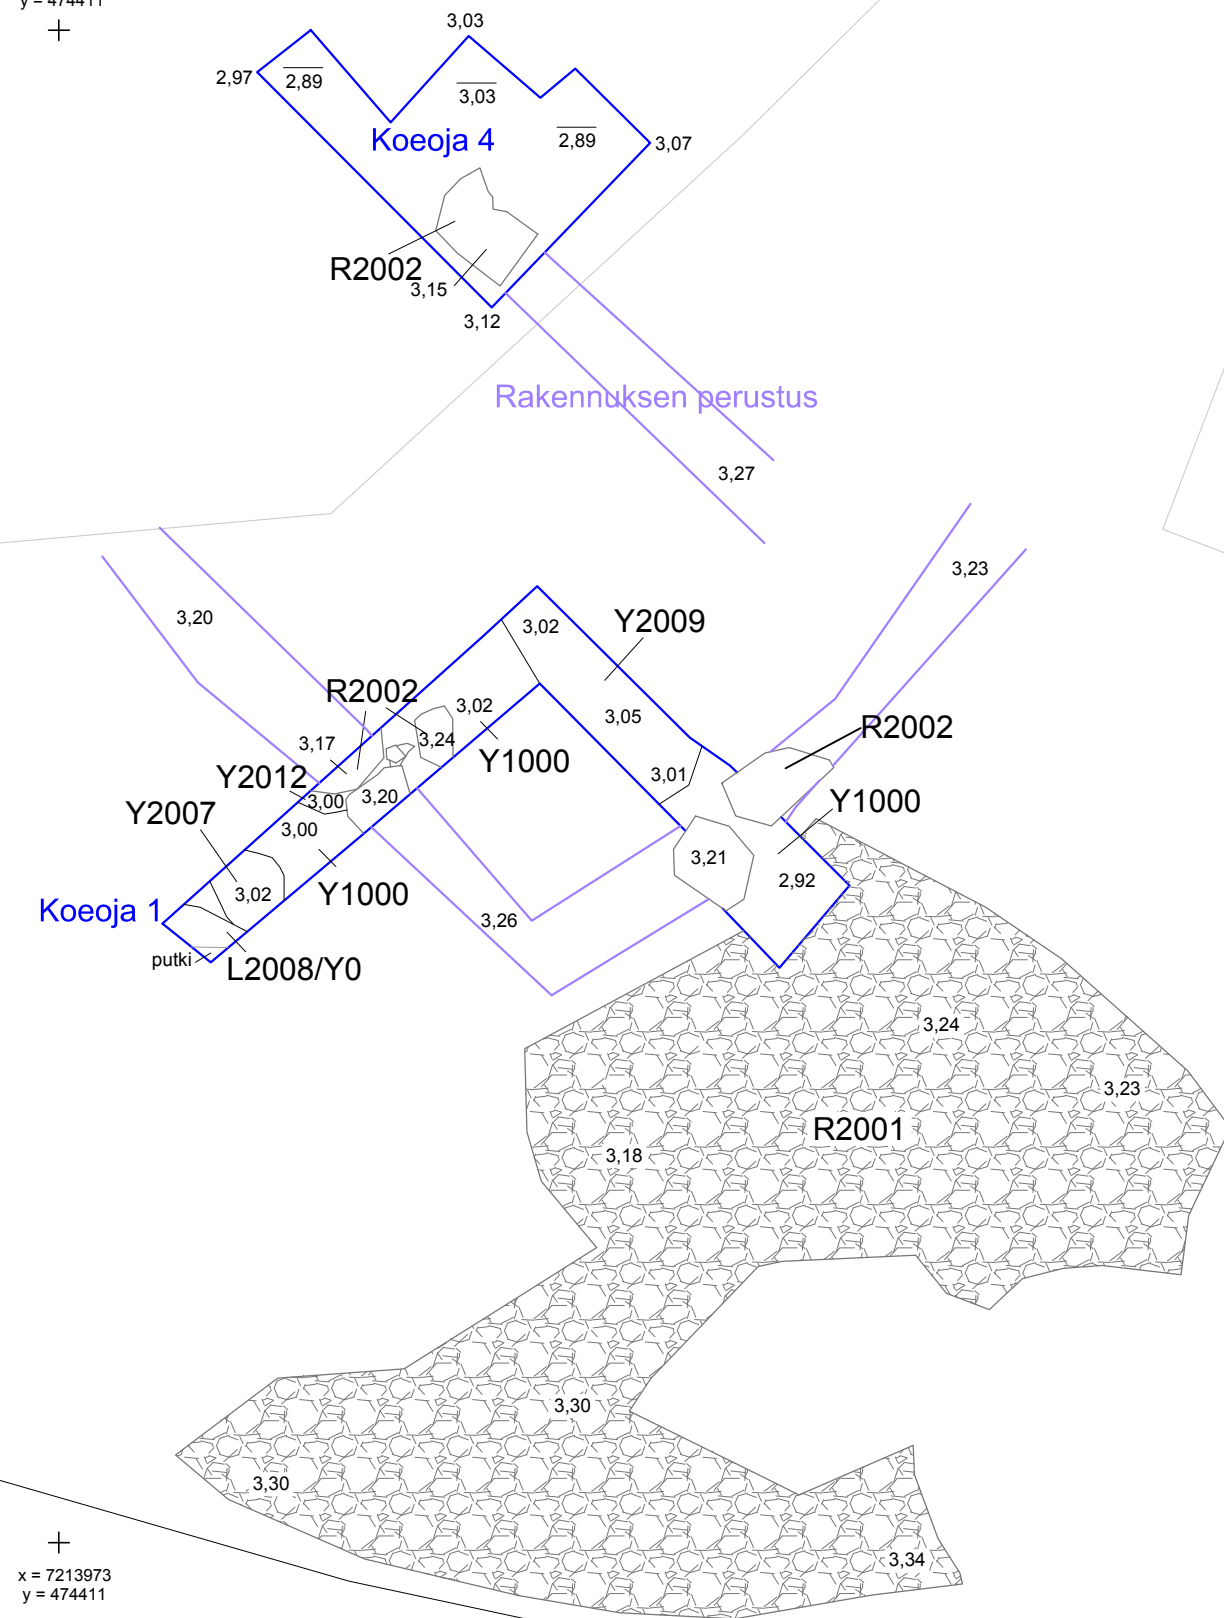 y = 474411
3,03
2,97
2,89
3,03
2,89
Koeoja 4
3,07
R2002
3,15
3,12
Rakennuksen perustus
3,27
3,23
3,20
3,02
Y2009
R2002
3,02
3,05
3,24
3,17
R2002
Y1000
3,01
Y2012
3,00
3,20
Y1000
Y2007
3,00
3,21
2,92
3,02
Y1000
Koeoja 1
3,26
putki
L2008/Y0
3,24
3,23
R2001
3,18
3,30
3,30
3,34
x = 7213973
y = 474411